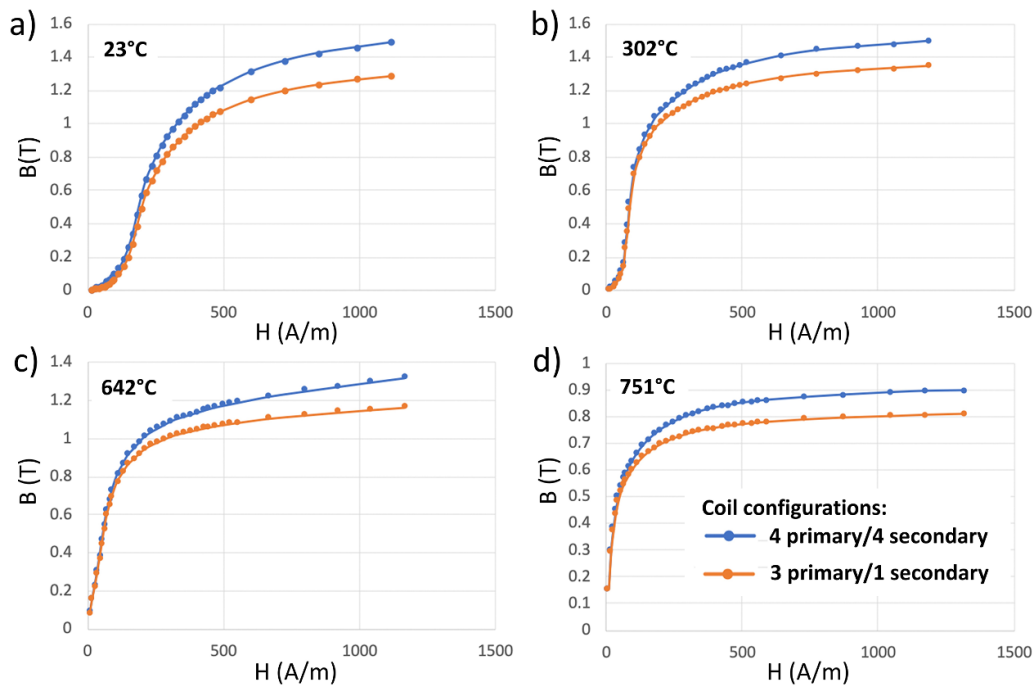 a)
23°C
1.6
1.4
1.2
1
0.8
0.6
0.4
0.2
0
B(T)
0
500
1000
1500
H (A/m)
b)
302°C
1.6
1.4
1.2
1
0.8
0.6
0.4
0.2
0
B(T)
0
500
1000
1500
H (A/m)
c)
642°C
1.4
1.2
1
0.8
0.6
0.4
0.2
0
B (T)
0
500
1000
1500
H (A/m)
d)
751°C
1
0.9
0.8
0.7
0.6
0.5
0.4
0.3
0.2
0.1
0
B (T)
Coil configurations:
4 primary/4 secondary
3 primary/1 secondary
0
500
1000
1500
H (A/m)